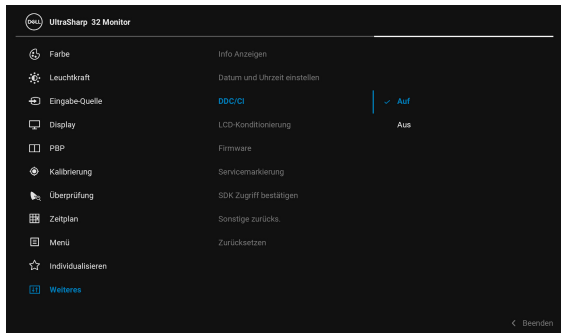 DELL UltraSharp 32 Monitor
Farbe
Leuchtkraft
Eingabe-Quelle
Display
PBP
Kalibrierung
Überprüfung
Zeitplan
Menü
Individualisieren
Weiteres
Info Anzeigen
Datum und Uhrzeit einstellen
DDC/CI
LCD-Konditionierung
Firmware
Servicemarkierung
SDK Zugriff bestätigen
Sonstige zurücks.
Zurücksetzen
Auf
Aus
Beenden